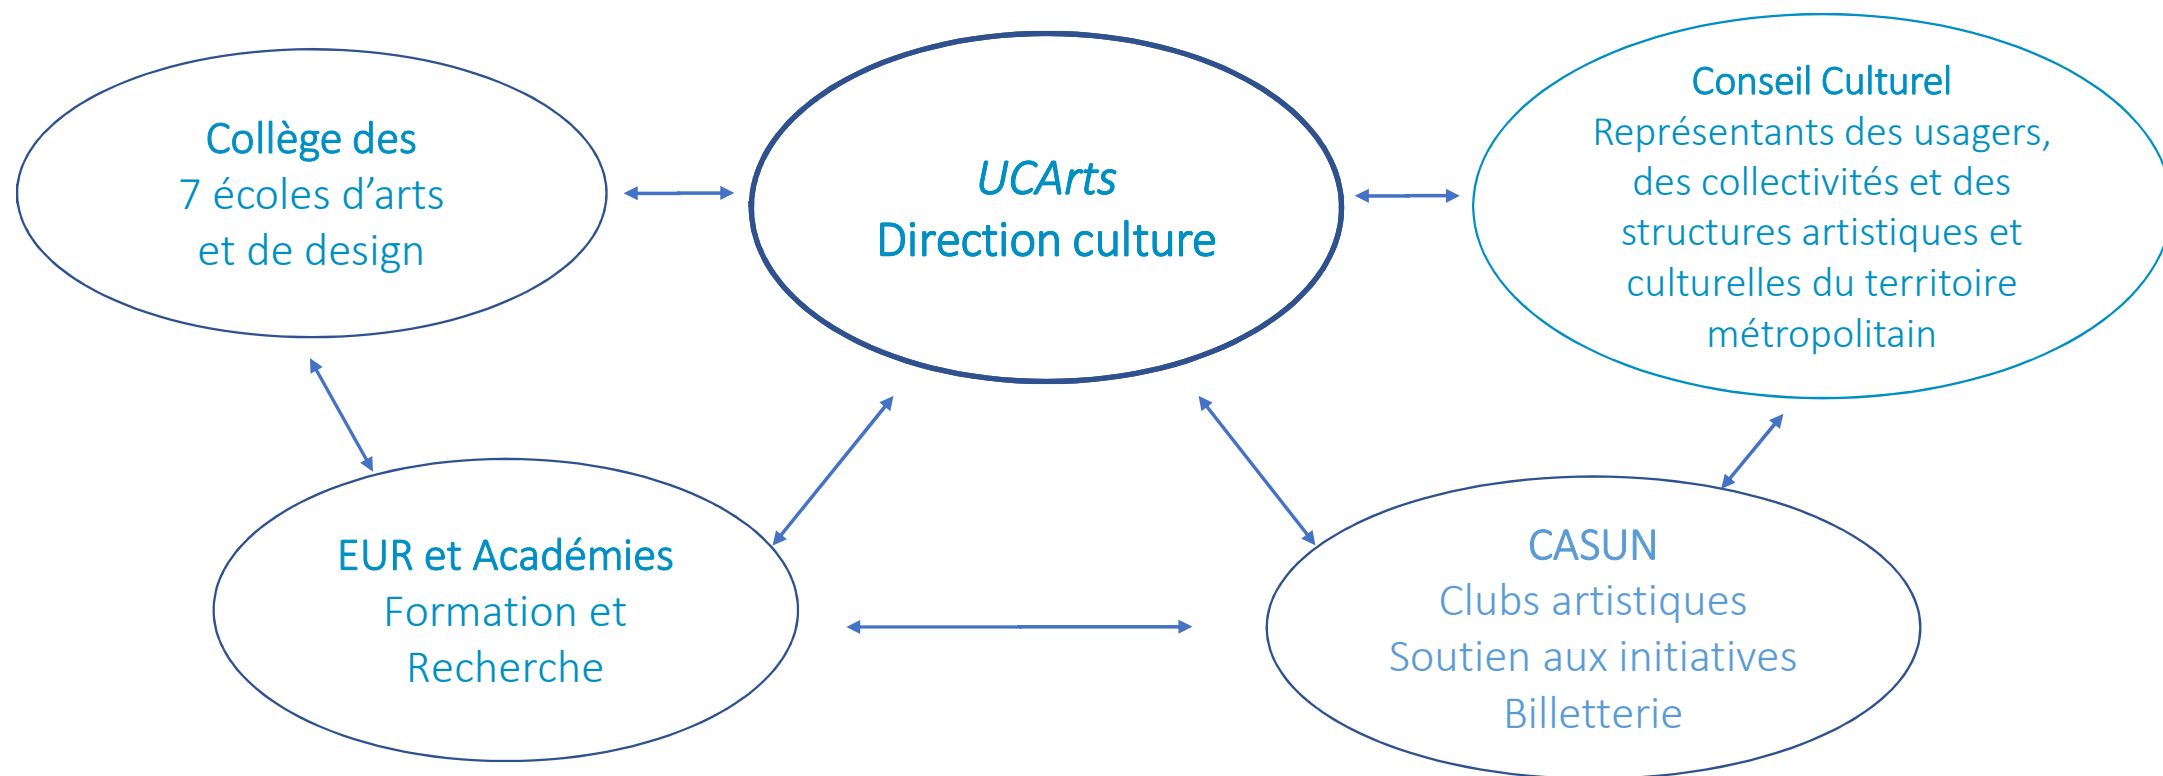 Collège des
7 écoles d’arts
et de design
UCArts
Direction culture
Conseil Culturel
Représentants des usagers,
des collectivités et des
structures artistiques et
culturelles du territoire
métropolitain
EUR et Académies
Formation et
Recherche
CASUN
Clubs artistiques
Soutien aux initiatives
Billetterie